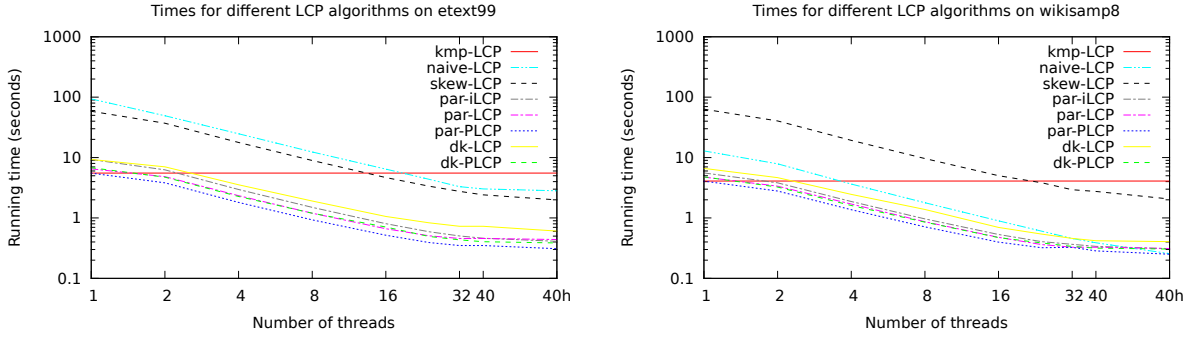 Times for different LCP algorithms on etext99
Running time (seconds)
1000
100
10
1
0.1
kmp-LCP
naive-LCP
skew-LCP
par-iLCP
par-LCP
par-PLCP
dk-LCP
dk-PLCP
1 2 4 8 16 32 40 40h
Number of threads
Times for different LCP algorithms on wikisamp8
Running time (seconds)
1000
100
10
1
0.1
kmp-LCP
naive-LCP
skew-LCP
par-iLCP
par-LCP
par-PLCP
dk-LCP
dk-PLCP
1 2 4 8 16 32 40 40h
Number of threads